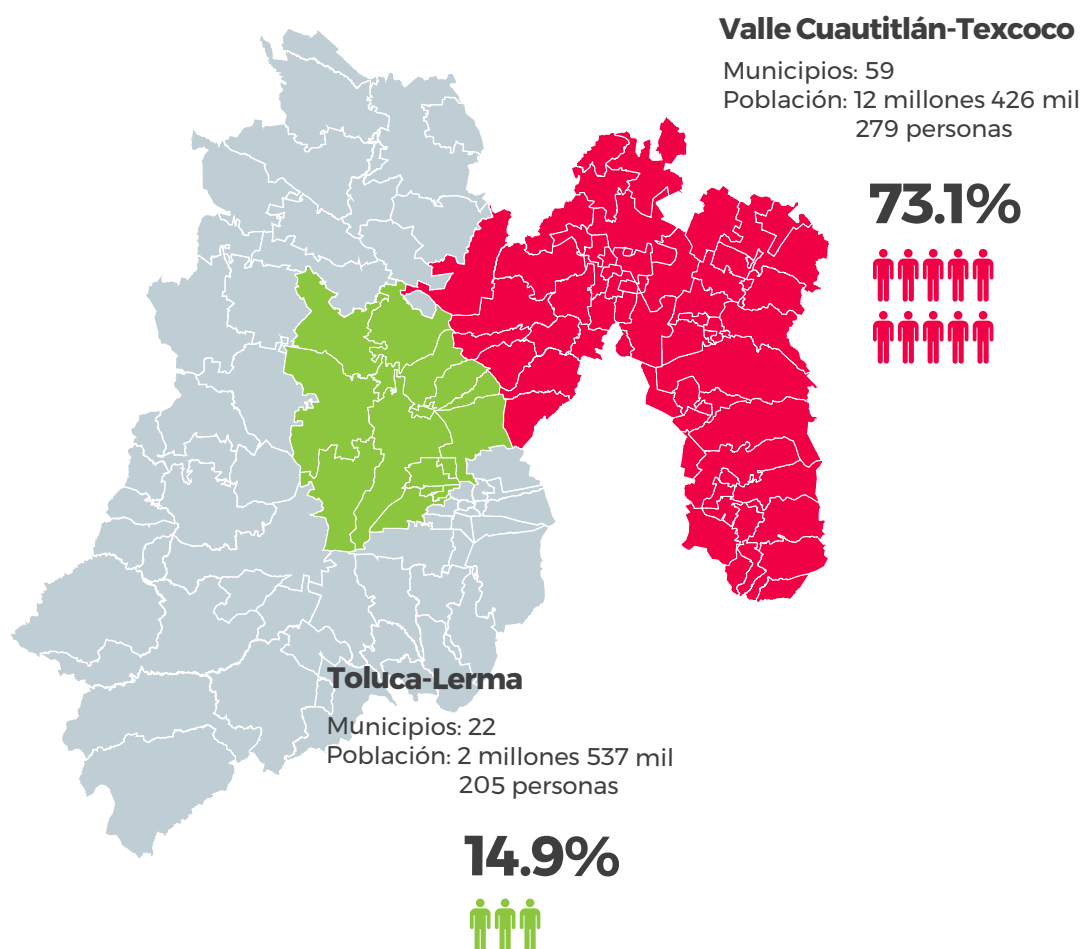 Valle Cuautitlán-Texcoco
Municipios: 59
Población: 12 millones 426 mil
279 personas
73.1%
Toluca-Lerma
Municipios: 22
Población: 2 millones 537 mil
205 personas
14.9%